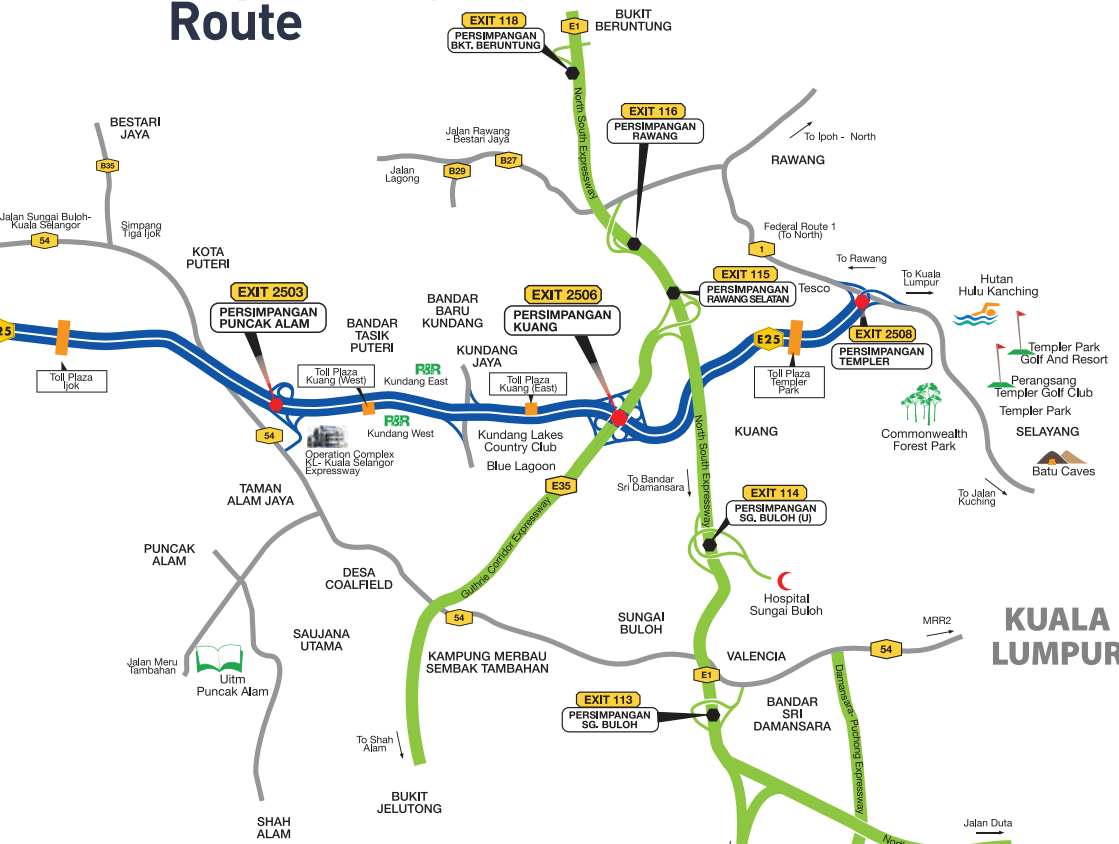 Route
EXIT 118
PERSIMPANGAN
BKT. BERUNTUNG
E1
BUKIT
BERUNTUNG
North South Expressway
EXIT 116
PERSIMPANGAN
RAWANG
To Ipoh - North
RAWANG
BESTARI
JAYA
B35
Jalan Rawang
- Bestari Jaya
B27
B29
Jalan
Lagong
Jalan Sungai Buloh-
Kuala Selangor
54
Simpang
Tiga Ijok
KOTA
PUTERI
Federal Route 1
(To North)
1
To Rawang
To Kuala
Lumpur
EXIT 115
PERSIMPANGAN
RAWANG SELATAN
Tesco
Hutan
Hulu Kanching
EXIT 2503
PERSIMPANGAN
PUNCAK ALAM
BANDAR
BARU
KUNDANG
EXIT 2506
PERSIMPANGAN
KUANG
25
BANDAR
TASIK
PUTERI
E25
EXIT 2508
PERSIMPANGAN
TEMPLER
Templer Park
Golf And Resort
Toll Plaza
Ijok
Toll Plaza
Kuang (West)
R&R
Kundang East
KUNDANG
JAYA
Toll Plaza
Kuang (East)
Toll Plaza
Templer
Park
Perangsang
Templer Golf Club
Templer Park
R&R
Kundang West
54
Operation Complex
KL- Kuala Selangor
Expressway
Kundang Lakes
Country Club
Blue Lagoon
KUANG
North South Expressway
Commonwealth
Forest Park
SELAYANG
Batu Caves
E35
To Bandar
Sri Damansara
To Jalan
Kuching
TAMAN
ALAM JAYA
EXIT 114
PERSIMPANGAN
SG. BULOH (U)
Guthrie Corridor Expressway
PUNCAK
ALAM
DESA
COALFIELD
Hospital
Sungai Buloh
54
SUNGAI
BULOH
MRR2
KUALA
LUMPUR
SAUJANA
UTAMA
KAMPUNG MERBAU
SEMBAK TAMBAHAN
VALENCIA
54
Jalan Meru
Tambahan
Uitm
Puncak Alam
E1
EXIT 113
PERSIMPANGAN
SG. BULOH
BANDAR
SRI
DAMANSARA
Damansara- Puchong Expressway
To Shah
Alam
BUKIT
JELUTONG
SHAH
ALAM
Jalan Duta
North